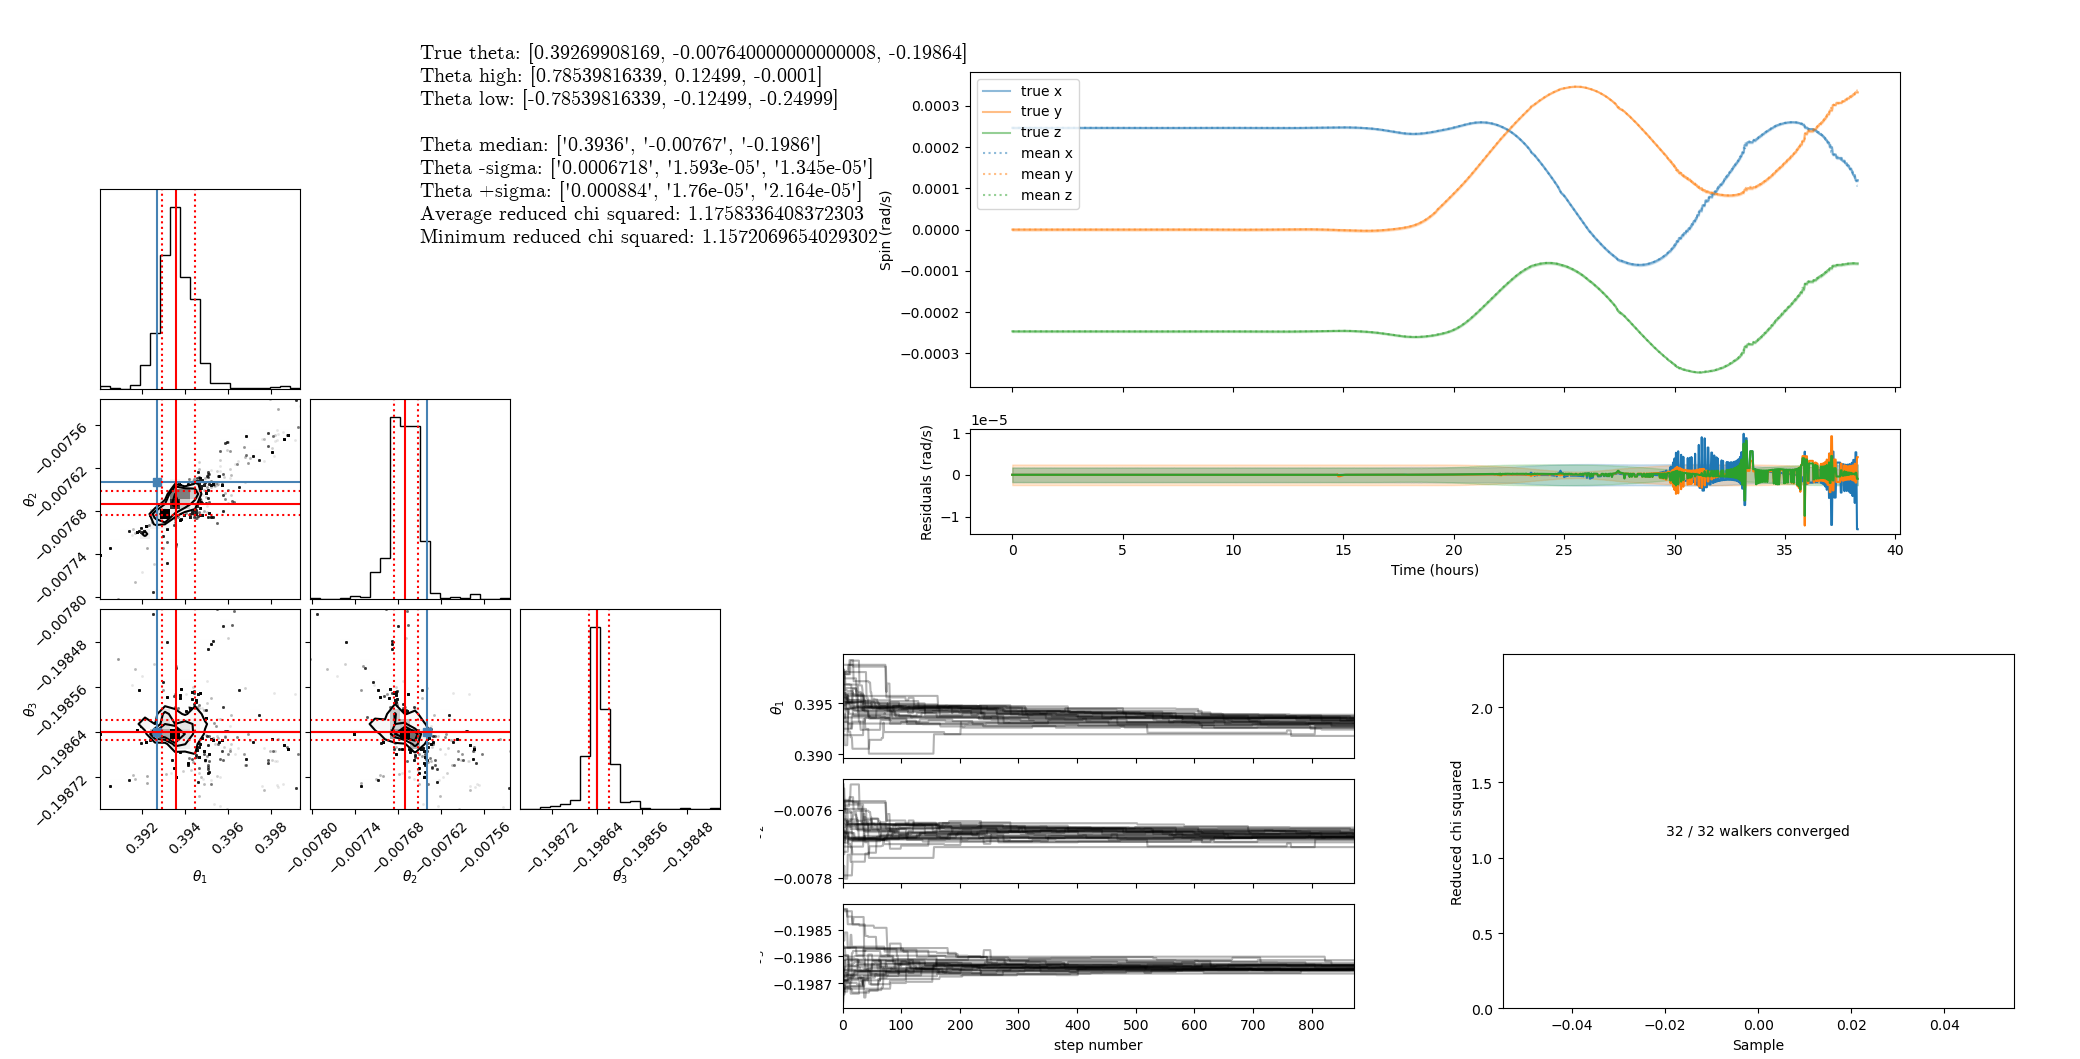 True theta: [0.39269908169, -0.007640000000000008, -0.19864]
Theta high: [0.78539816339, 0.12499, -0.0001]
Theta low: [-0.78539816339, -0.12499, -0.24999]
Theta median: ['0.3936', '-0.00767', '-0.1986']
Theta -sigma: ['0.0006718', '1.593e-05', '1.345e-05']
Theta +sigma: ['0.000884', '1.76e-05', '2.164e-05']
Average reduced chi squared: 1.1758336408372303
Minimum reduced chi squared: 1.1572069654029302
−0.00756
−0.00762
−0.00768
−0.00774
−0.00780
θ2
−0.19848
−0.19856
−0.19864
−0.19872
θ3
0.392
0.394
0.396
0.398
θ1
−0.00780
−0.00774
−0.00768
−0.00762
−0.00756
θ2
−0.19872
−0.19864
−0.19856
−0.19848
θ3
true x
true y
true z
mean x
mean y
mean z
0.0003
0.0002
0.0001
0.0000
−0.0001
−0.0002
−0.0003
Spin (rad/s)
1e−5
1
0
−1
Residuals (rad/s)
0
5
10
15
20
25
30
35
40
Time (hours)
0.395
0.390
θ1
−0.0076
−0.0078
−0.1985
−0.1986
−0.1987
0
100
200
300
400
500
600
700
800
step number
2.0
1.5
1.0
0.5
0.0
Reduced chi squared
32 / 32 walkers converged
−0.04
−0.02
0.00
0.02
0.04
Sample